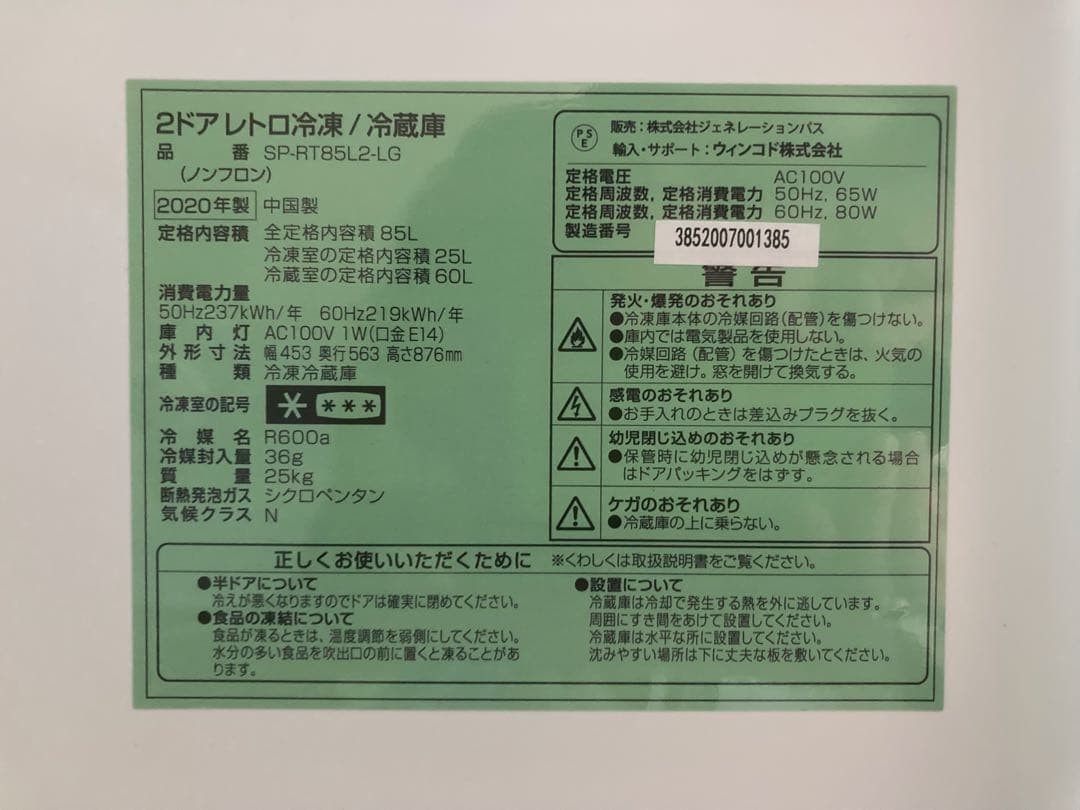 2ドアレトロ冷凍/冷蔵庫
品番 SP-RT85L2-LG
(ノンフロン)
2020年製 中国製
定格内容積 全定格内容積 85L
冷凍室の定格内容積 25L
冷蔵室の定格内容積 60L
消費電力量
50Hz237kWh/年 60Hz219kWh/年
庫内灯 AC100V 1W(口金E14)
外形寸法 幅453 奥行563 高さ876mm
種類 冷凍冷蔵庫
冷凍室の記号 * ***
冷媒名 R600a
冷媒封入量 36g
質量 25kg
断熱発泡ガス シクロペンタン
気候クラス N
PSE
販売:株式会社ジェネレーションパス
輸入・サポート:ウィンコド株式会社
定格電圧 AC100V
定格周波数, 定格消費電力 50Hz, 65W
定格周波数, 定格消費電力 60Hz, 80W
製造番号 3852007001385
警告
発火・爆発のおそれあり
●冷凍庫本体の冷媒回路(配管)を傷つけない。
●庫内では電気製品を使用しない。
●冷媒回路(配管)を傷つけたときは、火気の
使用を避け。窓を開けて換気する。
感電のおそれあり
●お手入れのときは差込みプラグを抜く。
幼児閉じ込めのおそれあり
●保管時に幼児閉じ込めが懸念される場合
はドアパッキングをはずす。
ケガのおそれあり
●冷蔵庫の上に乗らない。
正しくお使いいただくために ※くわしくは取扱説明書をご覧ください。
●半ドアについて
冷えが悪くなりますのでドアは確実に閉めてください。
●食品の凍結について
食品が凍るときは、温度調節を弱側にしてください。
水分の多い食品を吹出口の前に置くと凍ることがあ
ります。
●設置について
冷蔵庫は冷却で発生する熱を外に逃しています。
周囲にすき間をあけて設置してください。
冷蔵庫は水平な所に設置してください。
沈みやすい場所は下に丈夫な板を敷いてください。